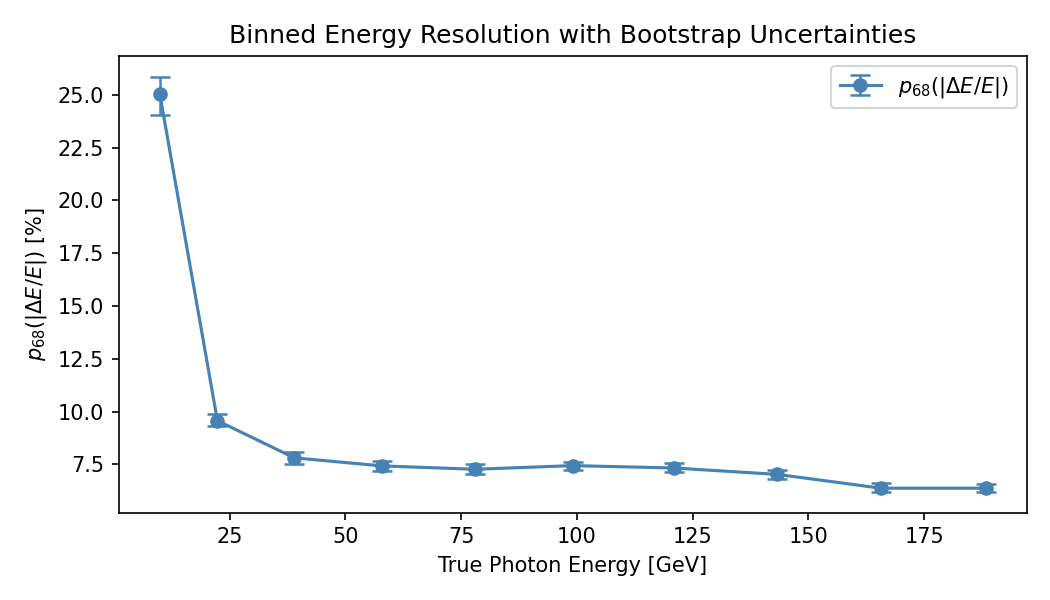 Binned Energy Resolution with Bootstrap Uncertainties
p68(|ΔE/E|)
p68(|ΔE/E|) [%]
25.0
22.5
20.0
17.5
15.0
12.5
10.0
7.5
25 50 75 100 125 150 175
True Photon Energy [GeV]